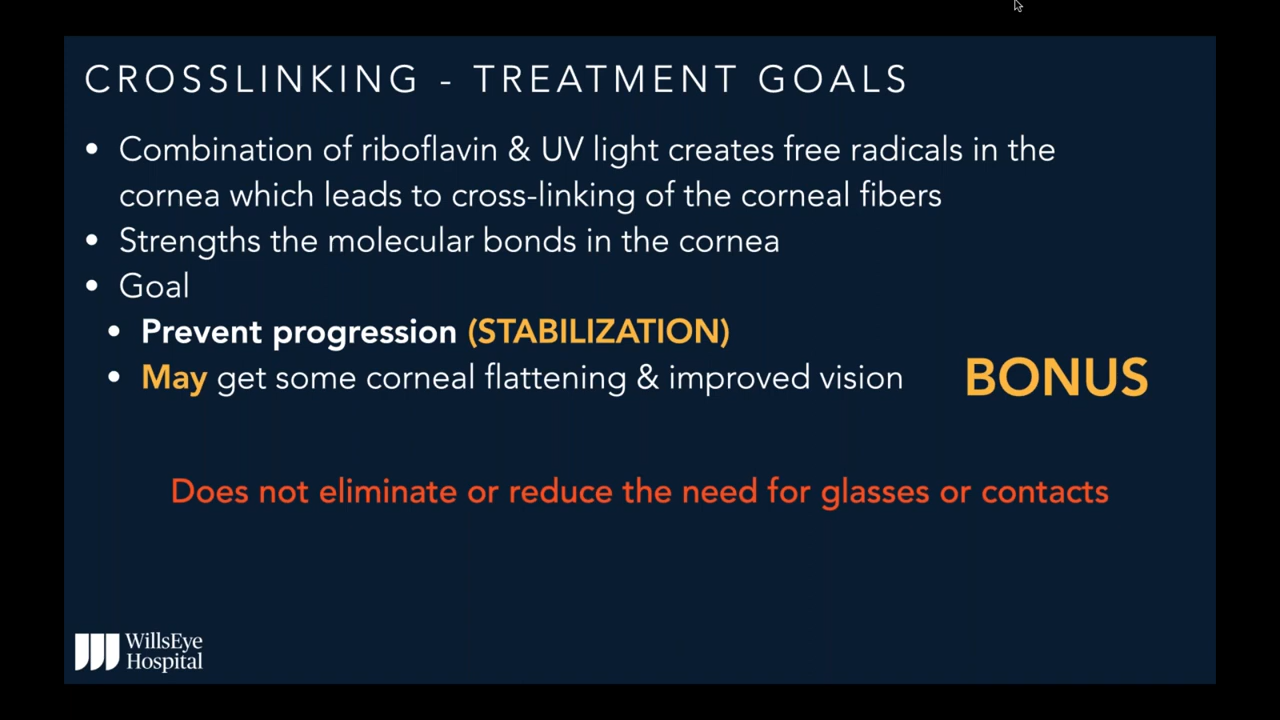 CROSSLINKING - TREATMENT GOALS
• Combination of riboflavin & UV light creates free radicals in the
cornea which leads to cross-linking of the corneal fibers
• Strengths the molecular bonds in the cornea
• Goal
• Prevent progression (STABILIZATION)
• May get some corneal flattening & improved vision BONUS
Does not eliminate or reduce the need for glasses or contacts
WillsEye
Hospital